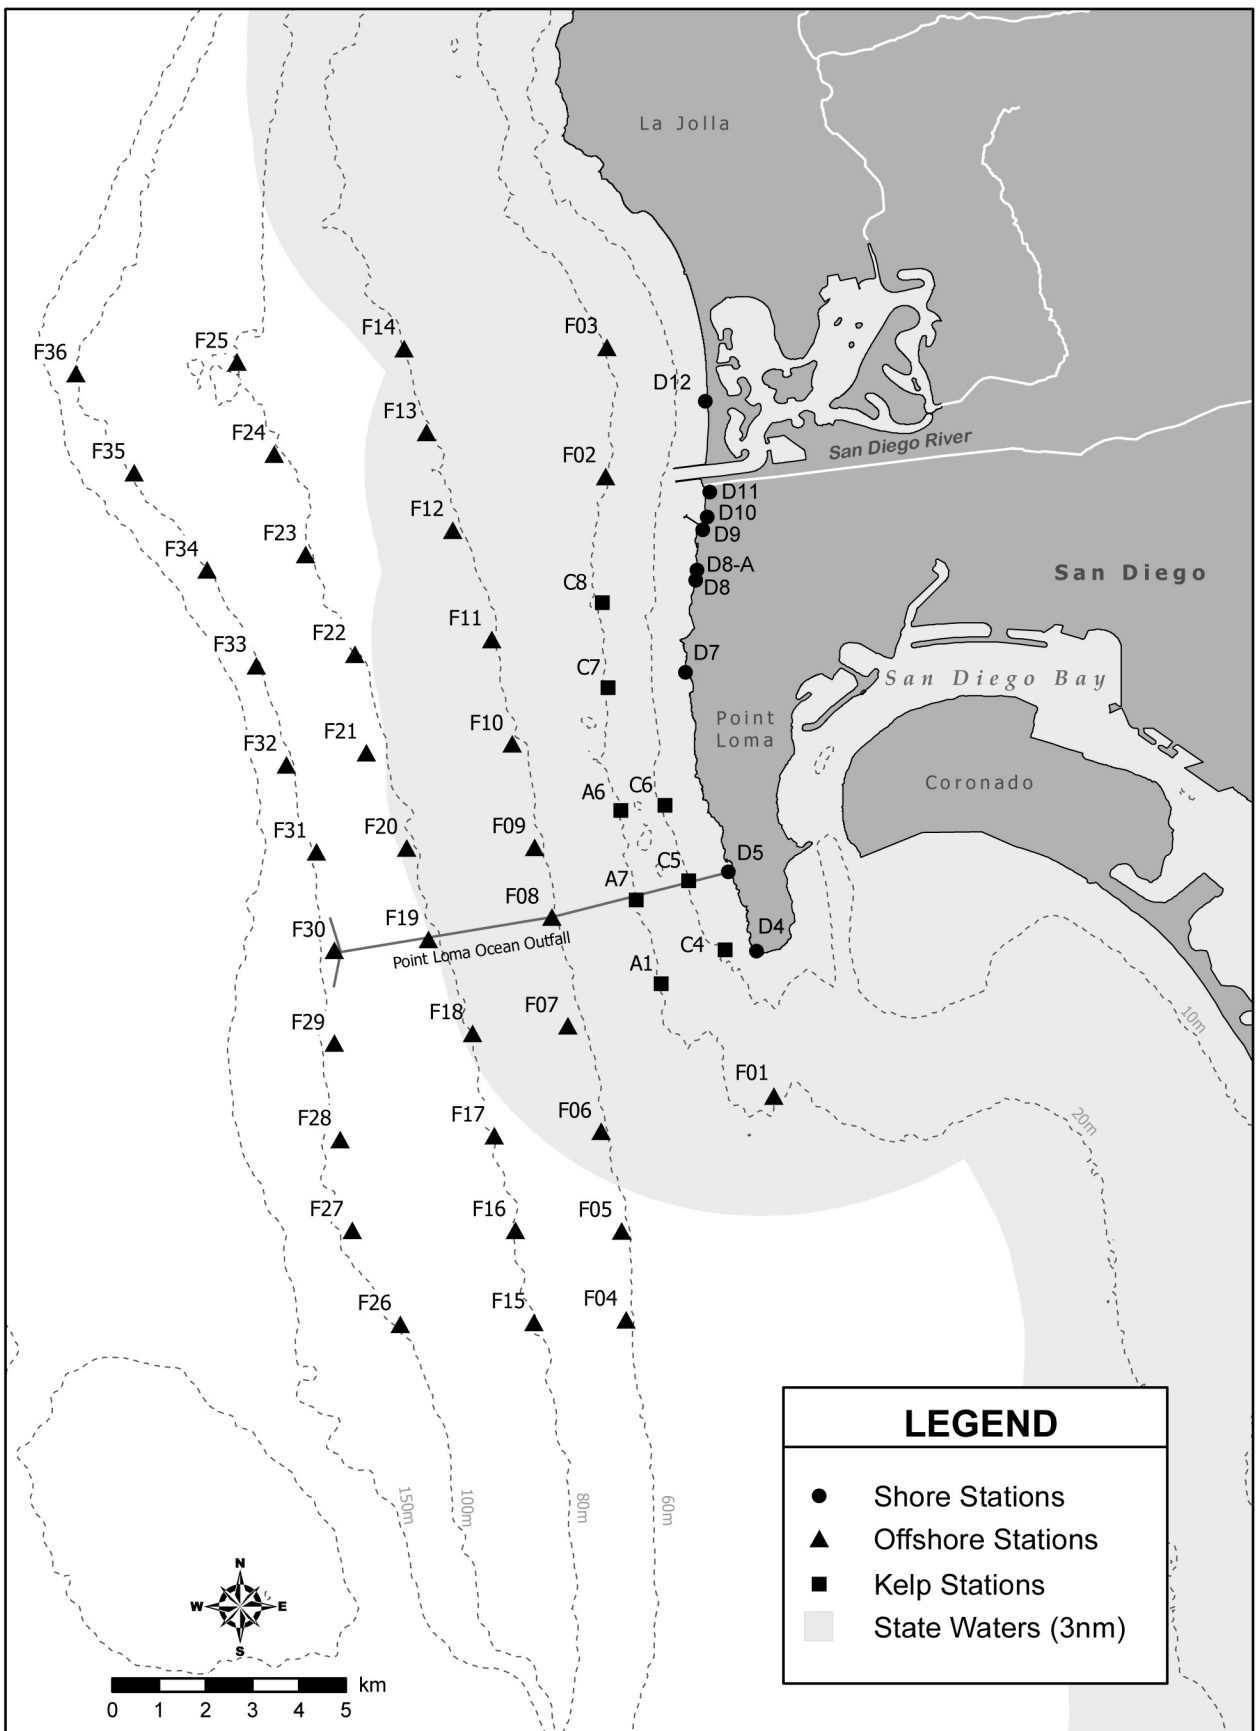 La Jolla
F14
F03
F25
F36
D12
F13
F24
F02
San Diego River
F35
D11
D10
F12
F23
D9
F34
D8-A
San Diego
C8
D8
F11
F22
D7
F33
C7
San Diego Bay
Point
Loma
F10
F21
F32
Coronado
A6
C6
F31
F20
F09
D5
C5
A7
F08
F30
F19
D4
Point Loma Ocean Outfall
C4
A1
F07
F18
F29
10m
F01
F17
F06
F28
20m
F27
F16
F05
F26
F15
F04
LEGEND
Shore Stations
Offshore Stations
Kelp Stations
State Waters (3nm)
150m
100m
80m
60m
N
W
E
S
km
0 1 2 3 4 5